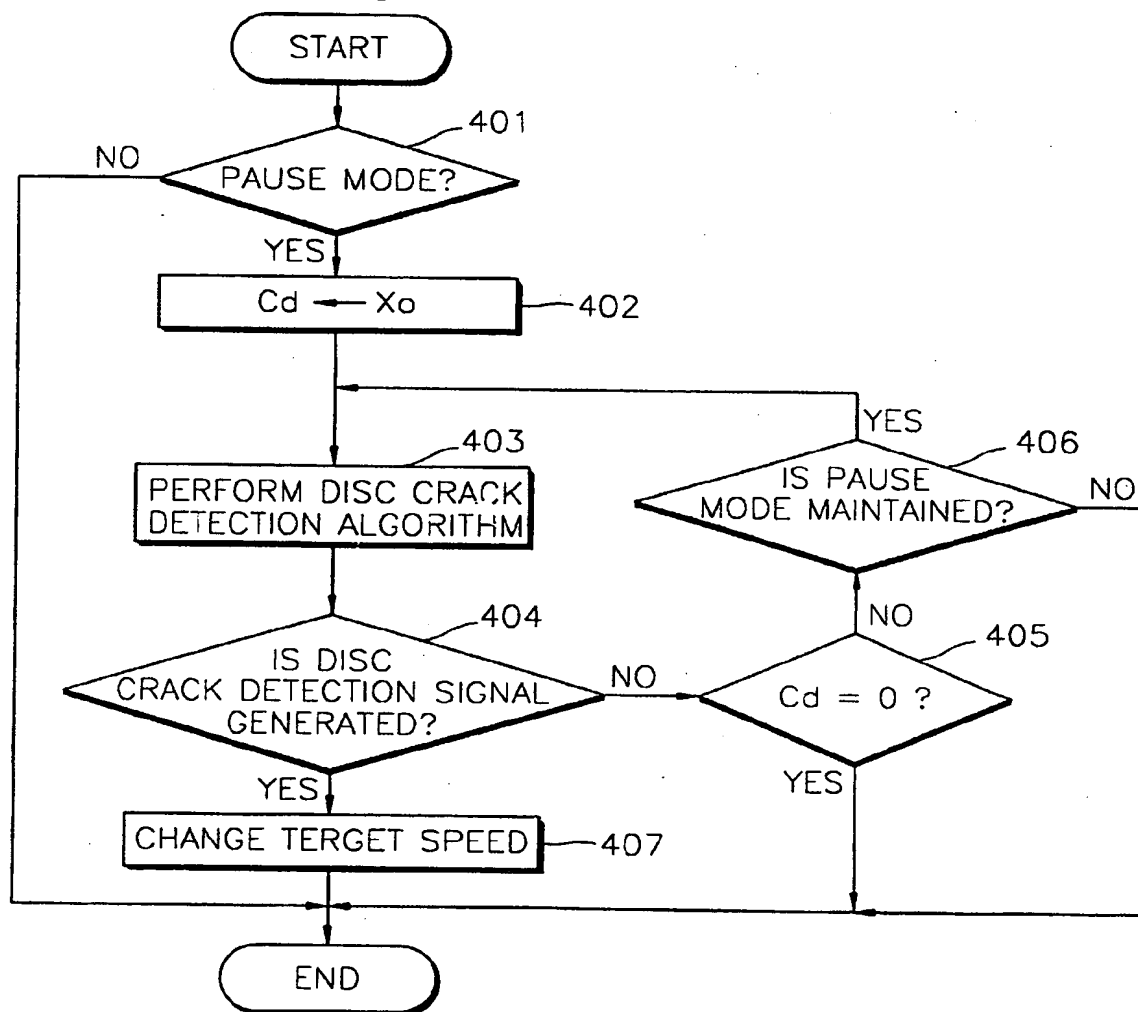 START
401
NO
PAUSE MODE?
YES
Cd ← Xo
402
YES
403
406
PERFORM DISC CRACK
DETECTION ALGORITHM
IS PAUSE
MODE MAINTAINED?
NO
NO
404
405
IS DISC
CRACK DETECTION SIGNAL
GENERATED?
NO
Cd = 0 ?
YES
YES
CHANGE TERGET SPEED
407
END